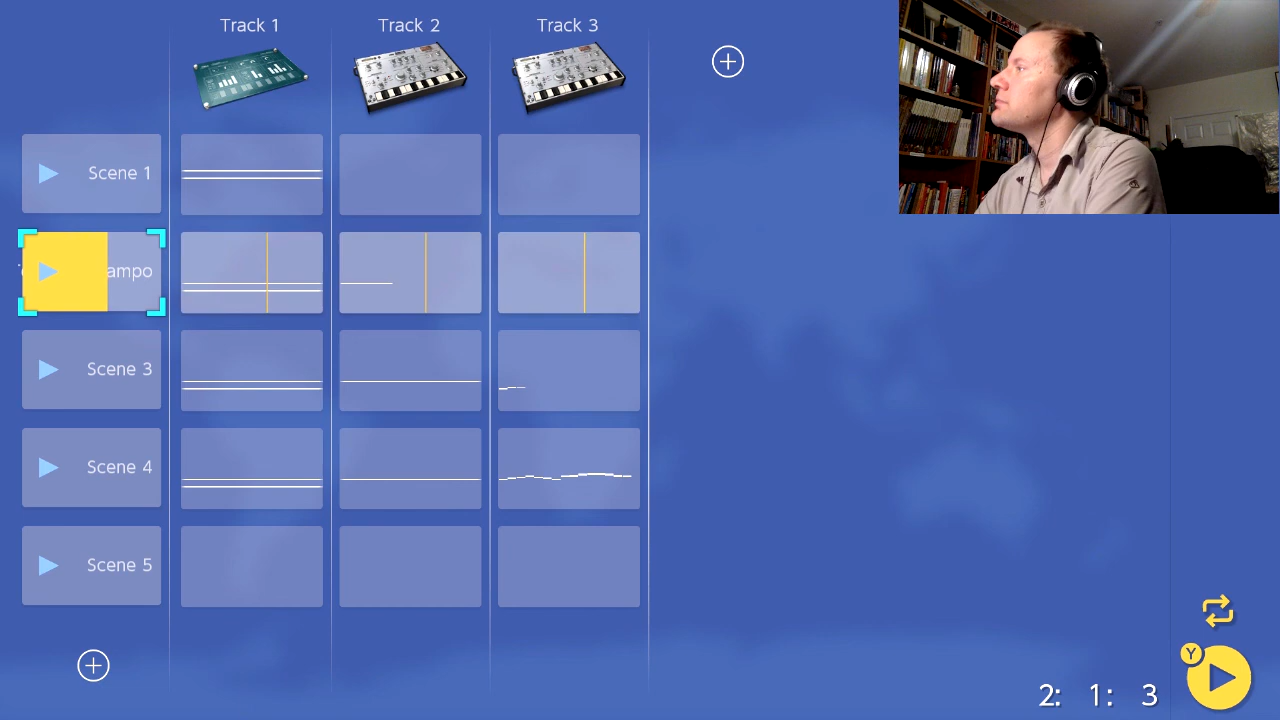 Track 1
Track 2
Track 3
Scene 1
ampo
Scene 3
Scene 4
Scene 5
Y
2: 1: 3